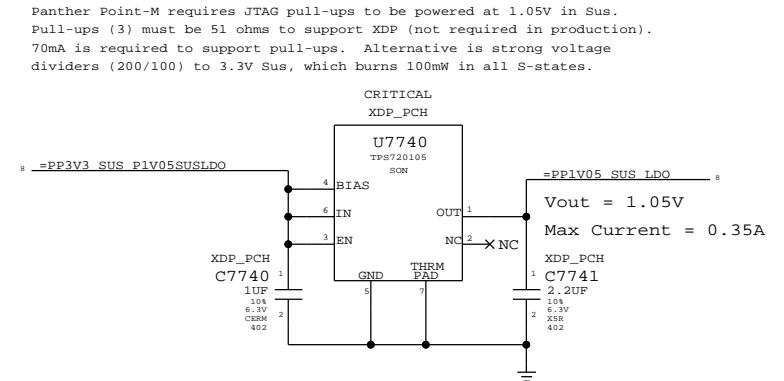 Panther Point-M requires JTAG pull-ups to be powered at 1.05V in Sus.
Pull-ups (3) must be 51 ohms to support XDP (not required in production).
70mA is required to support pull-ups.  Alternative is strong voltage
dividers (200/100) to 3.3V Sus, which burns 100mW in all S-states.
CRITICAL
XDP_PCH
U7740
TPS720105
SON
8 =PP3V3_SUS_P1V05SUSLDO
=PP1V05_SUS_LDO 8
4 BIAS
Vout = 1.05V
6 IN
OUT 1
Max Current = 0.35A
3 EN
NC 2 NC
XDP_PCH
C7740 1
1UF
10%
6.3V
CERM
402
2
GND
5
THRM
PAD
7
XDP_PCH
1 C7741
2.2UF
10%
6.3V
X5R
402
2